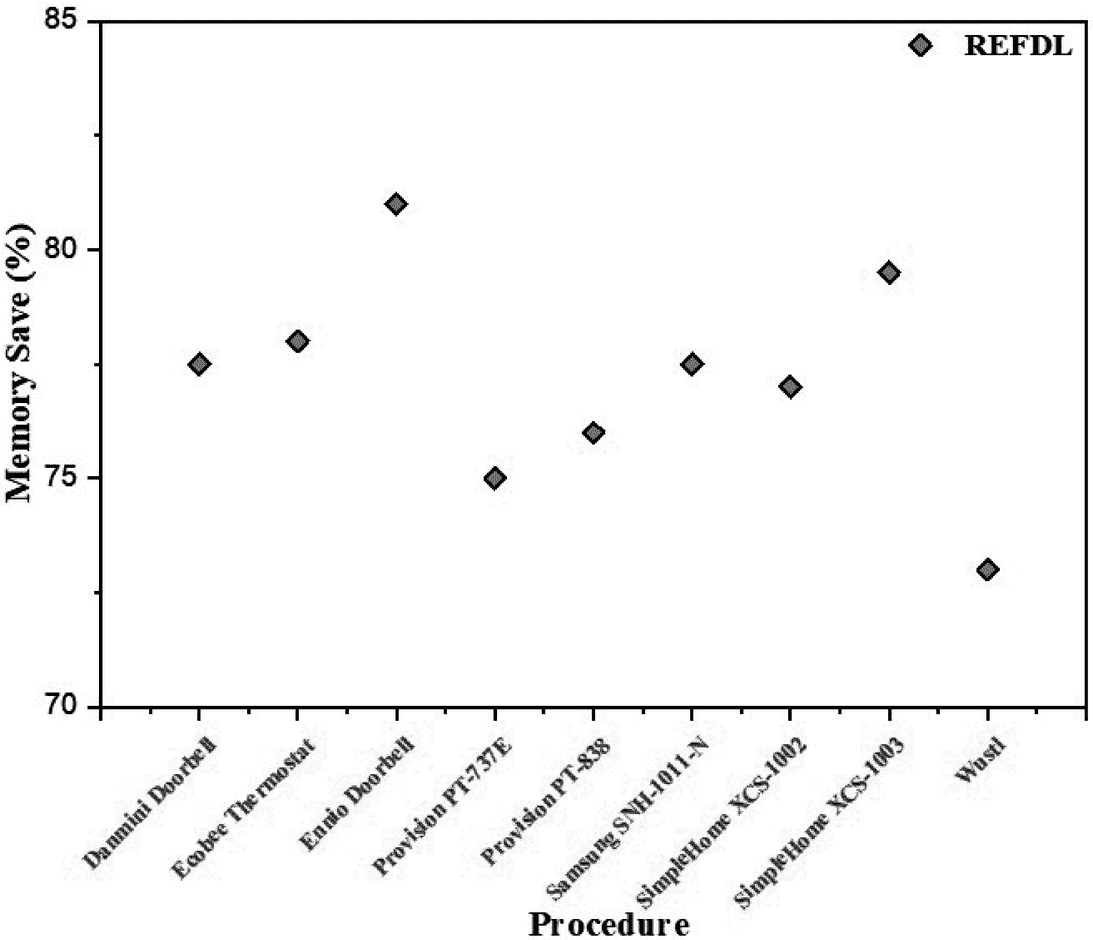 85
REFDL
80
75
70
Memory Save (%)
Danmini Doorbell
Ecobee Thermostat
Ennio Doorbell
Provision PT-737E
Provision PT-838
Samsung SNH-1011-N
SimpleHome XCS-1002
SimpleHome XCS-1003
Wustl
Procedure